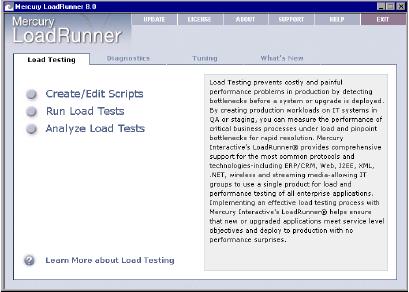 Mercury LoadRunner 8.0
Mercury
LoadRunner
UPDATE LICENSE ABOUT SUPPORT HELP EXIT
Load Testing Diagnostics Tuning What's New
Create/Edit Scripts
Run Load Tests
Analyze Load Tests
Load Testing prevents costly and painful
performance problems in production by detecting
bottlenecks before a system or upgrade is deployed.
By creating production workloads on IT systems in
QA or staging, you can measure the performance of
critical business processes under load and pinpoint
bottlenecks for rapid resolution. Mercury
Interactive's LoadRunner® provides comprehensive
support for the most common protocols and
technologies-including ERP/CRM, Web, J2EE, XML,
.NET, wireless and streaming media-allowing IT
groups to use a single product for load and
performance testing of all enterprise applications.
Implementing an effective load testing process with
Mercury Interactive's LoadRunner® helps ensure
that new or upgraded applications meet service level
objectives and deploy to production with no
performance surprises.
? Learn More about Load Testing